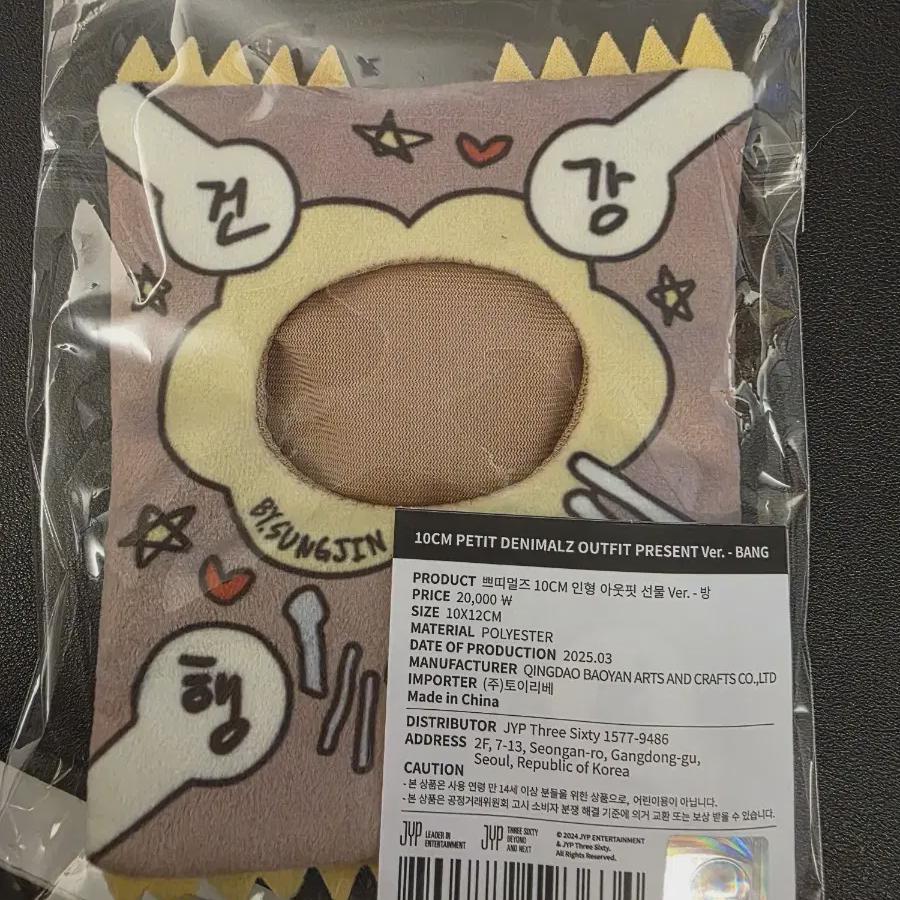 건
강
BY.SUNGJIN
행
10CM PETIT DENIMALZ OUTFIT PRESENT Ver. - BANG
PRODUCT 쁘띠멀즈 10CM 인형 아웃핏 선물 Ver. - 방
PRICE 20,000 ₩
SIZE 10X12CM
MATERIAL POLYESTER
DATE OF PRODUCTION 2025.03
MANUFACTURER QINGDAO BAOYAN ARTS AND CRAFTS CO.,LTD
IMPORTER (주)토이리베
Made in China
DISTRIBUTOR JYP Three Sixty 1577-9486
ADDRESS 2F, 7-13, Seongan-ro, Gangdong-gu,
Seoul, Republic of Korea
CAUTION
- 본 상품은 사용 연령 만 14세 이상 분들을 위한 상품으로, 어린이용이 아닙니다.
- 본 상품은 공정거래위원회 고시 소비자 분쟁 해결 기준에 의거 교환 또는 보상 받을 수 있습니다.
JYP LEADER IN
ENTERTAINMENT
JYP THREE SIXTY
BEYOND
AND NEXT
© 2024 JYP ENTERTAINMENT
& JYP Three Sixty.
All Rights Reserved.